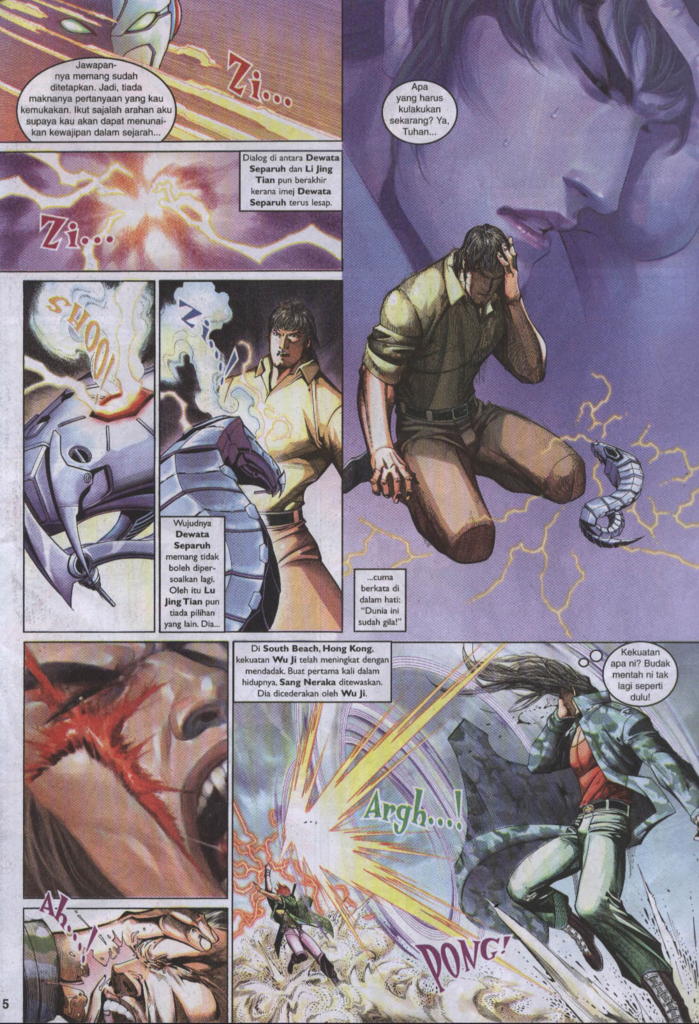 Jawapan-
nya memang sudah
ditetapkan. Jadi, tiada
maknanya pertanyaan yang kau
kemukakan. Ikut sajalah arahan aku
supaya kau akan dapat menunai-
kan kewajipan dalam sejarah...
Zi...
Dialog di antara Dewata
Separuh dan Li Jing
Tian pun berakhir
kerana imej Dewata
Separuh terus lesap.
Zi...
Apa
yang harus
kulakukan
sekarang? Ya,
Tuhan...
Zi...!
Wujudnya
Dewata
Separuh
memang tidak
boleh diper-
soalkan lagi.
Oleh itu Lu
Jing Tian pun
tiada pilihan
yang lain. Dia...
...cuma
berkata di
dalam hati:
"Dunia ini
sudah gila!"
Di South Beach, Hong Kong,
kekuatan Wu Ji telah meningkat dengan
mendadak. Buat pertama kali dalam
hidupnya, Sang Neraka ditewaskan.
Dia dicederakan oleh Wu Ji.
Kekuatan
apa ni? Budak
mentah ni tak
lagi seperti
dulu!
Argh....!
Ah...!
PONG!
5